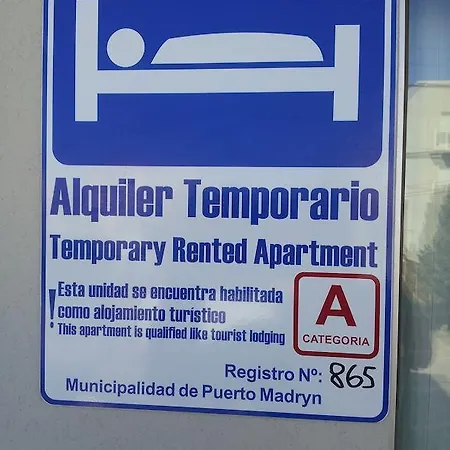 Alquiler Temporario
Temporary Rented Apartment
! Esta unidad se encuentra habilitada
como alojamiento turístico
This apartment is qualified like tourist lodging
A
CATEGORIA
Registro Nº: 865
Municipalidad de Puerto Madryn